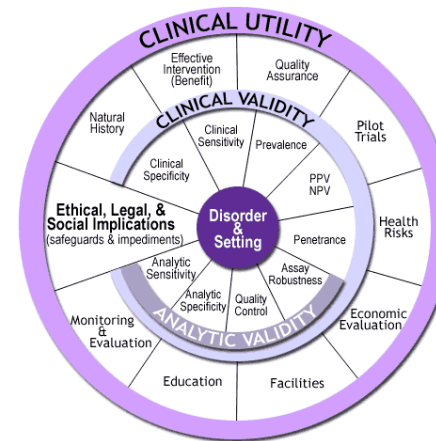 CLINICAL UTILITY
Effective
Intervention
(Benefit)
Quality
Assurance
Natural
History
CLINICAL VALIDITY
Pilot
Trials
Clinical
Sensitivity
Prevalence
Clinical
Specificity
PPV
NPV
Ethical, Legal, &
Social Implications
(safeguards & impediments)
Disorder
&
Setting
Health
Risks
Penetrance
Analytic
Sensitivity
Assay
Robustness
Analytic
Specificity
Quality
Control
ANALYTIC VALIDITY
Monitoring
&
Evaluation
Economic
Evaluation
Education
Facilities